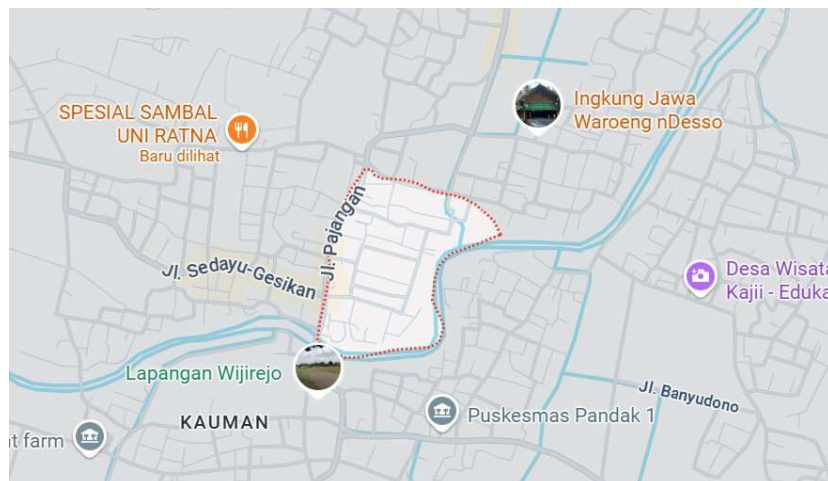 SPESIAL SAMBAL
UNI RATNA
Baru dilihat
Ingkung Jawa
Waroeng nDesso
Jl. Pajangan
Jl. Sedayu-Gesikan
Desa Wisata
Kajii - Eduka
Lapangan Wijirejo
Jl. Banyudono
KAUMAN
Puskesmas Pandak 1
t farm